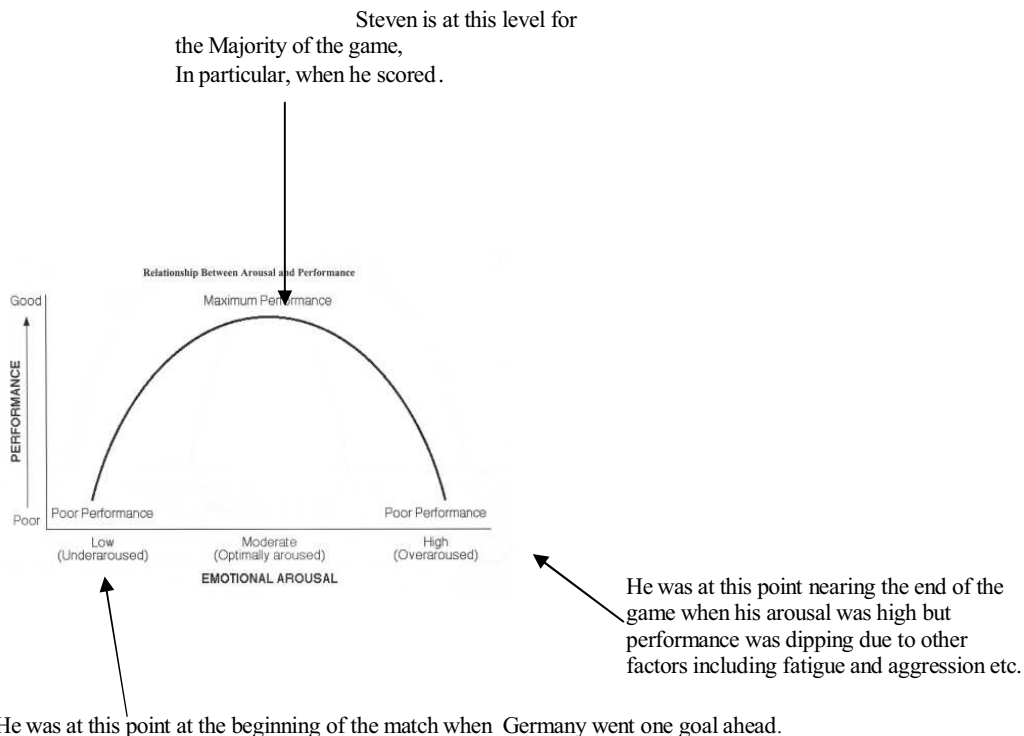 Steven is at this level for
the Majority of the game,
In particular, when he scored.
Relationship Between Arousal and Performance
Good
Maximum Performance
PERFORMANCE
Poor
Poor Performance
Poor Performance
Low
(Underaroused)
Moderate
(Optimally aroused)
High
(Overaroused)
EMOTIONAL AROUSAL
He was at this point nearing the end of the
game when his arousal was high but
performance was dipping due to other
factors including fatigue and aggression etc.
He was at this point at the beginning of the match when Germany went one goal ahead.